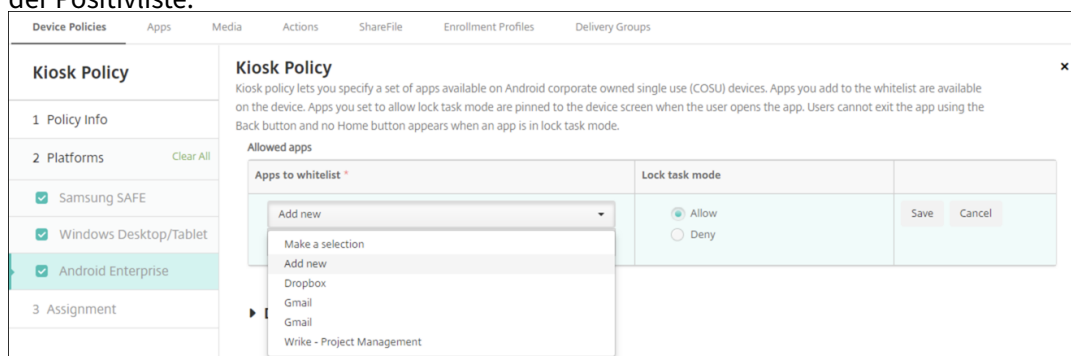 der Positivliste.
Device Policies Apps Media Actions ShareFile Enrollment Profiles Delivery Groups
Kiosk Policy
1 Policy Info
2 Platforms Clear All
Samsung SAFE
Windows Desktop/Tablet
Android Enterprise
3 Assignment
Kiosk Policy
Kiosk policy lets you specify a set of apps available on Android corporate owned single use (COSU) devices. Apps you add to the whitelist are available
on the device. Apps you set to allow lock task mode are pinned to the device screen when the user opens the app. Users cannot exit the app using the
Back button and no Home button appears when an app is in lock task mode.
Allowed apps
Apps to whitelist * Lock task mode
Add new Allow Save Cancel
Deny
Make a selection
Add new
Dropbox
Gmail
Gmail
Wrike - Project Management